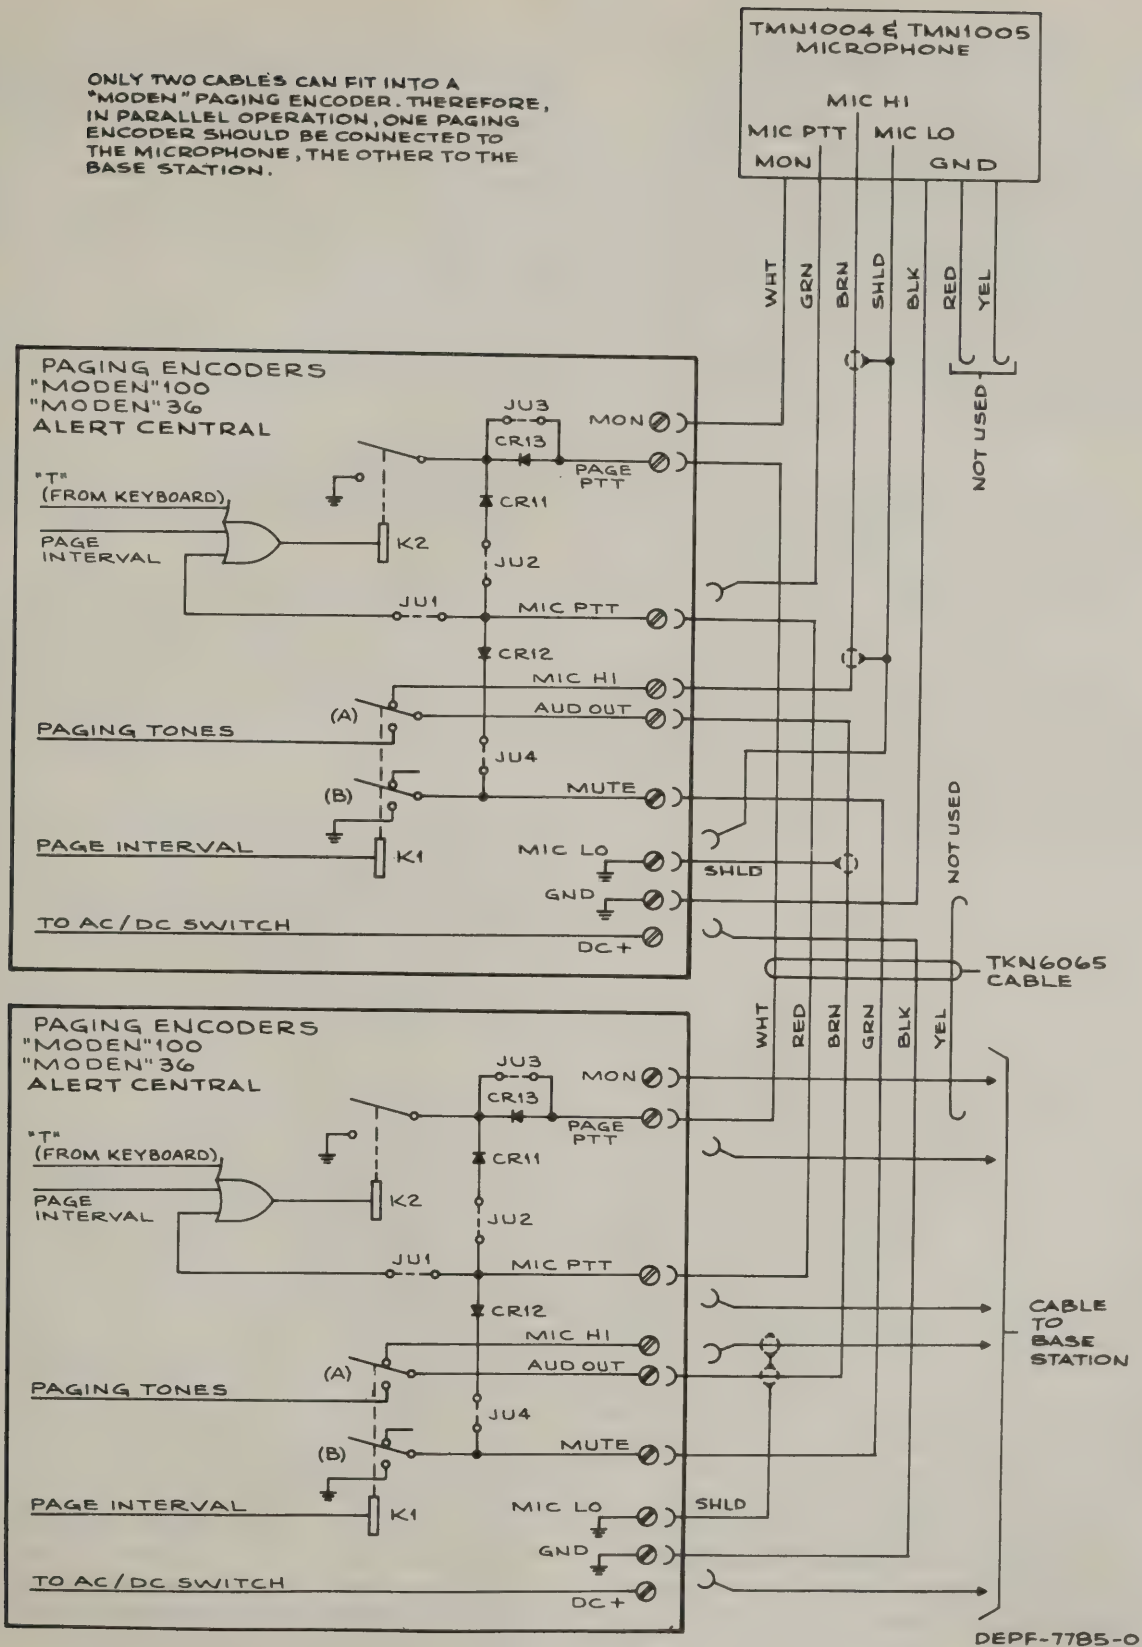 ONLY TWO CABLES CAN FIT INTO A
"MODEN" PAGING ENCODER. THEREFORE,
IN PARALLEL OPERATION, ONE PAGING
ENCODER SHOULD BE CONNECTED TO
THE MICROPHONE, THE OTHER TO THE
BASE STATION.
TMN1004 & TMN1005
MICROPHONE
MIC HI
MIC PTT
MIC LO
MON
GND
WHT
GRN
BRN
SHLD
BLK
RED
YEL
NOT USED
PAGING ENCODERS
"MODEN" 100
"MODEN" 36
ALERT CENTRAL
JU3
MON
CR13
PAGE
PTT
"T"
(FROM KEYBOARD)
CR11
PAGE
INTERVAL
K2
JU2
JU1
MIC PTT
CR12
MIC HI
(A)
AUD OUT
PAGING TONES
JU4
(B)
MUTE
PAGE INTERVAL
K1
MIC LO
SHLD
GND
TO AC/DC SWITCH
DC +
NOT USED
TKN6065
CABLE
WHT
RED
BRN
GRN
BLK
YEL
PAGING ENCODERS
"MODEN" 100
"MODEN" 36
ALERT CENTRAL
JU3
MON
CR13
PAGE
PTT
"T"
(FROM KEYBOARD)
CR11
PAGE
INTERVAL
K2
JU2
JU1
MIC PTT
CR12
MIC HI
(A)
AUD OUT
PAGING TONES
JU4
(B)
MUTE
PAGE INTERVAL
K1
MIC LO
SHLD
GND
TO AC/DC SWITCH
DC +
CABLE
TO
BASE
STATION
DEPF-7785-O